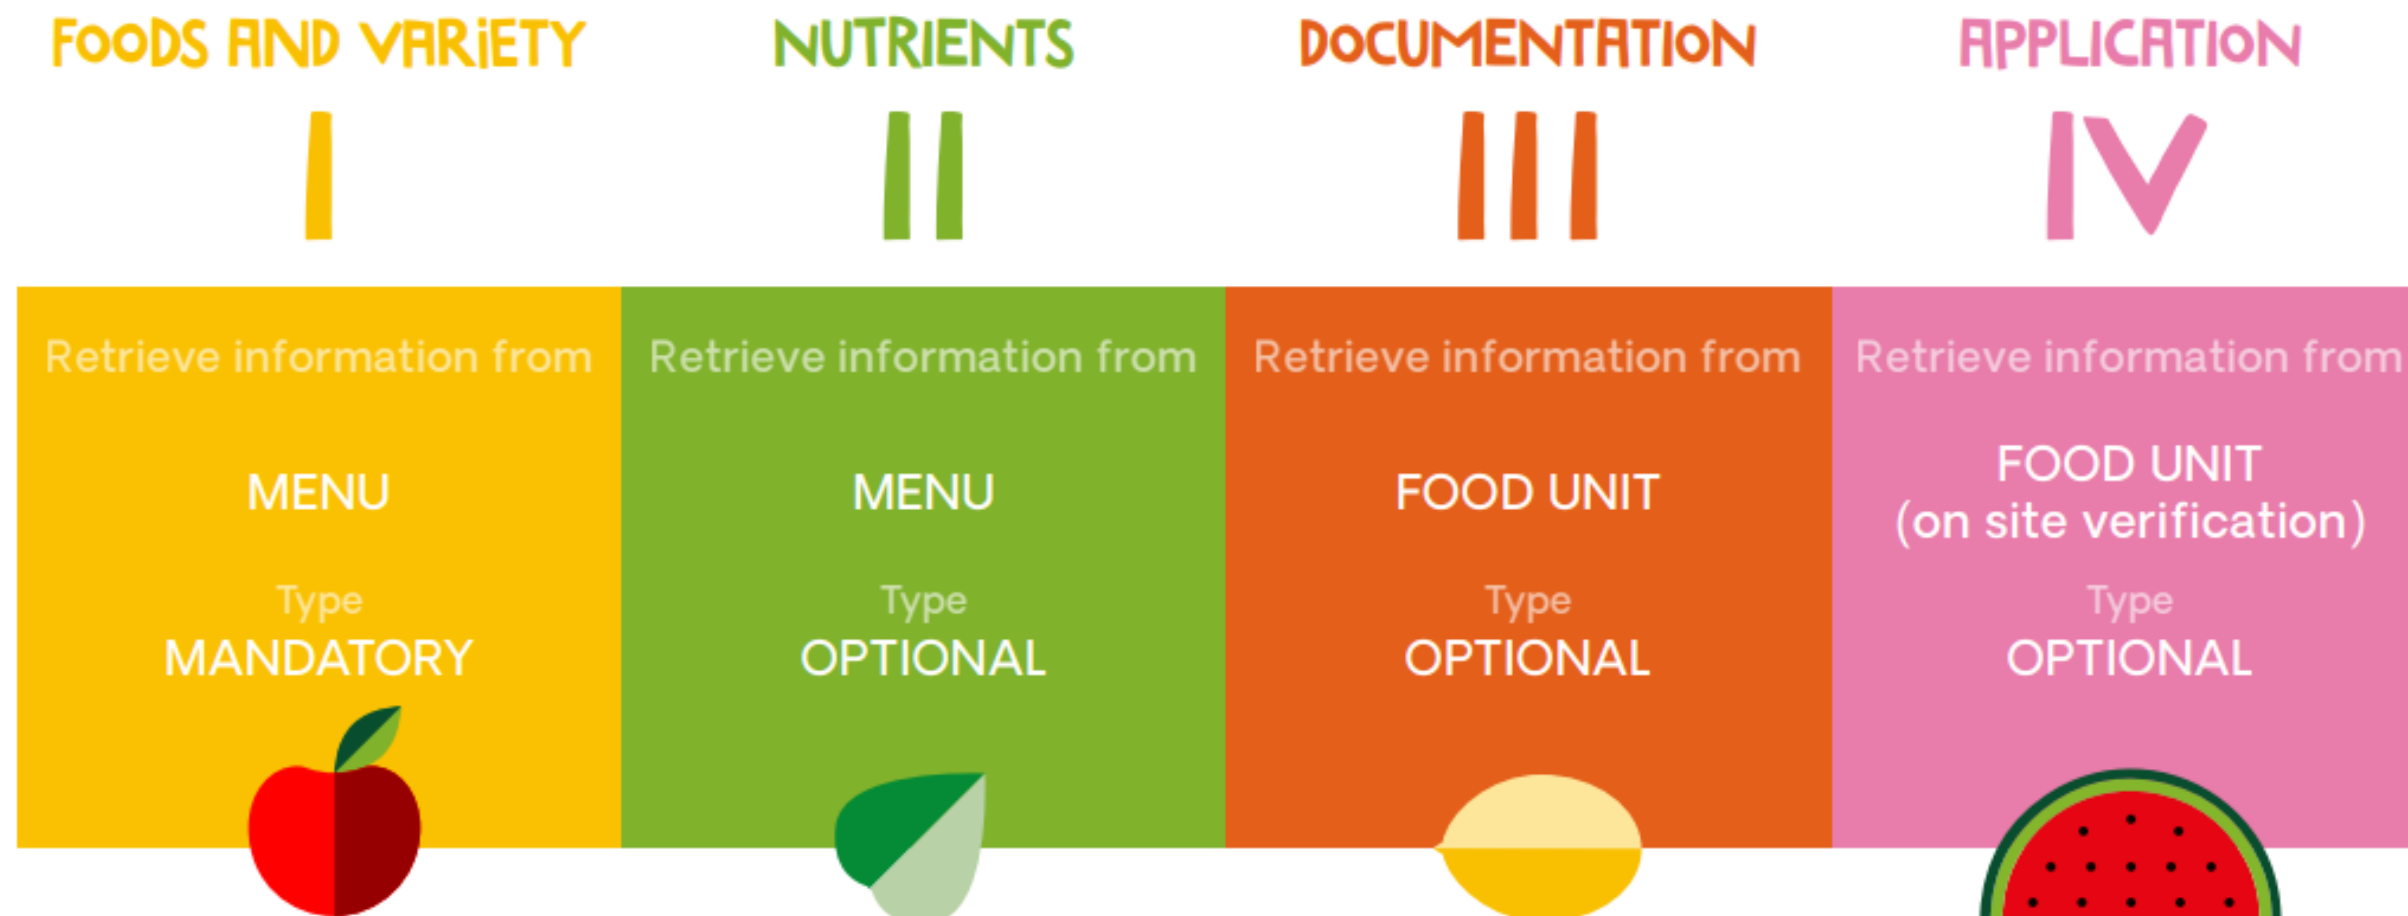 FOODS AND VARIETY
I
Retrieve information from
MENU
Type
MANDATORY
NUTRIENTS
II
Retrieve information from
MENU
Type
OPTIONAL
DOCUMENTATION
III
Retrieve information from
FOOD UNIT
Type
OPTIONAL
APPLICATION
IV
Retrieve information from
FOOD UNIT
(on site verification)
Type
OPTIONAL